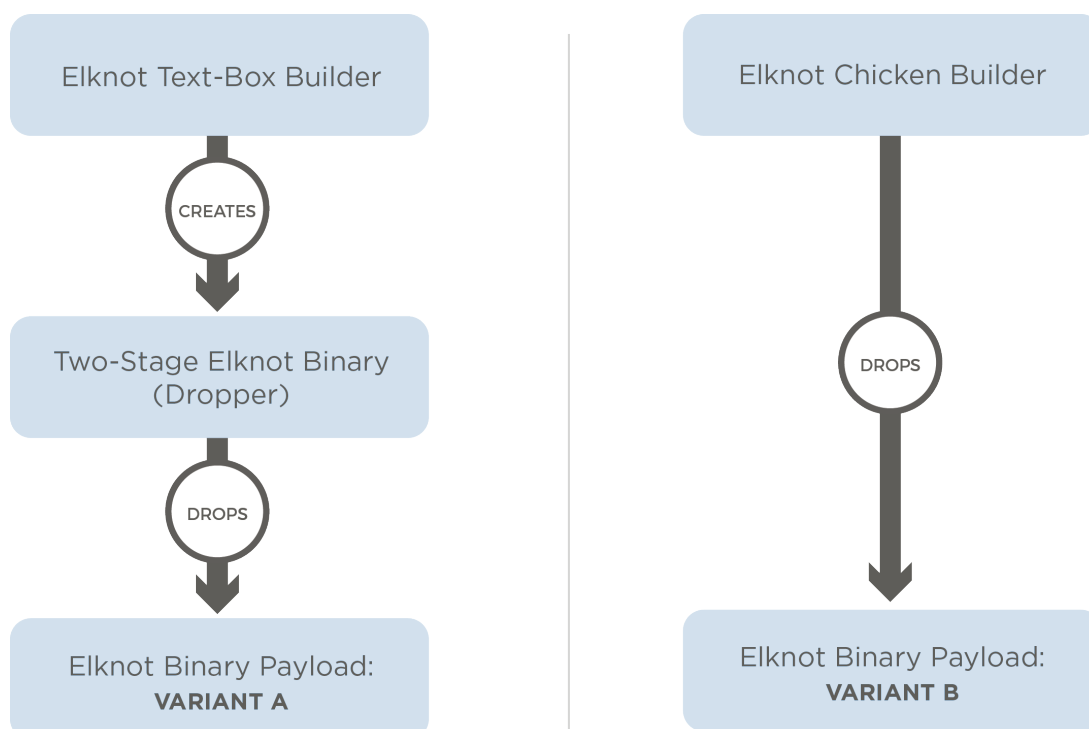 Elknot Text-Box Builder
CREATES
Two-Stage Elknot Binary
(Dropper)
DROPS
Elknot Binary Payload:
VARIANT A
Elknot Chicken Builder
DROPS
Elknot Binary Payload:
VARIANT B